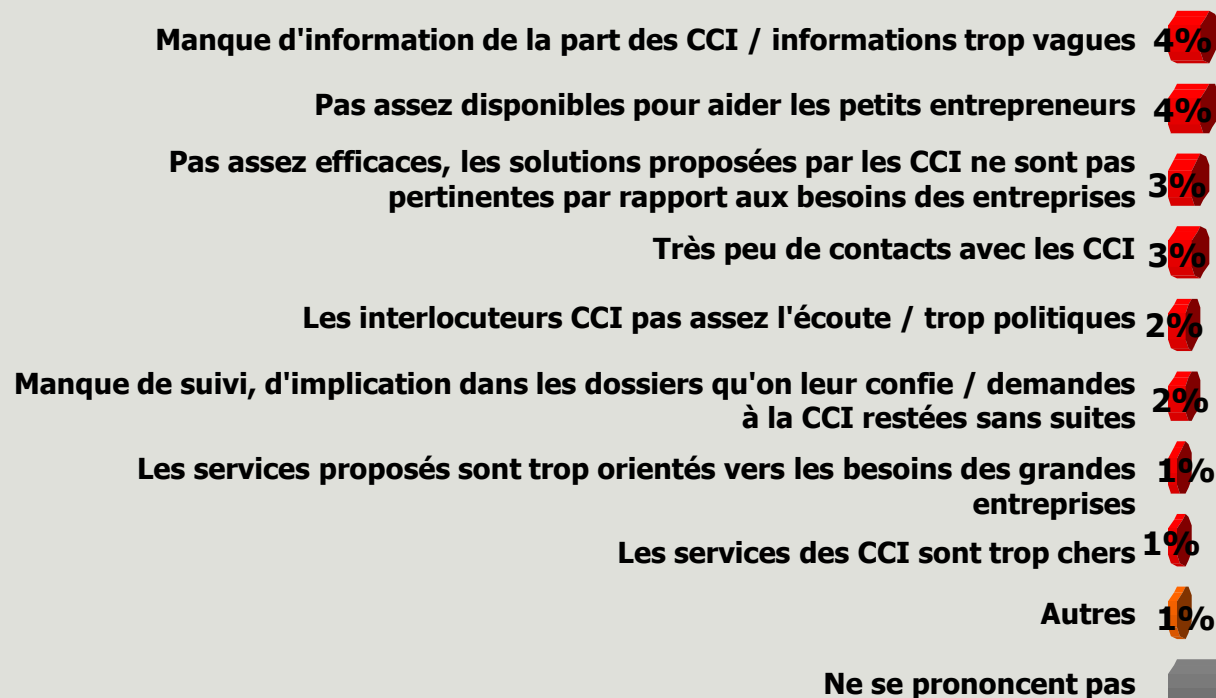 Manque d'information de la part des CCI / informations trop vagues 4%
Pas assez disponibles pour aider les petits entrepreneurs 4%
Pas assez efficaces, les solutions proposées par les CCI ne sont pas
pertinentes par rapport aux besoins des entreprises 3%
Très peu de contacts avec les CCI 3%
Les interlocuteurs CCI pas assez l'écoute / trop politiques 2%
Manque de suivi, d'implication dans les dossiers qu'on leur confie / demandes
à la CCI restées sans suites 2%
Les services proposés sont trop orientés vers les besoins des grandes 1%
entreprises
Les services des CCI sont trop chers 1%
Autres 1%
Ne se prononcent pas